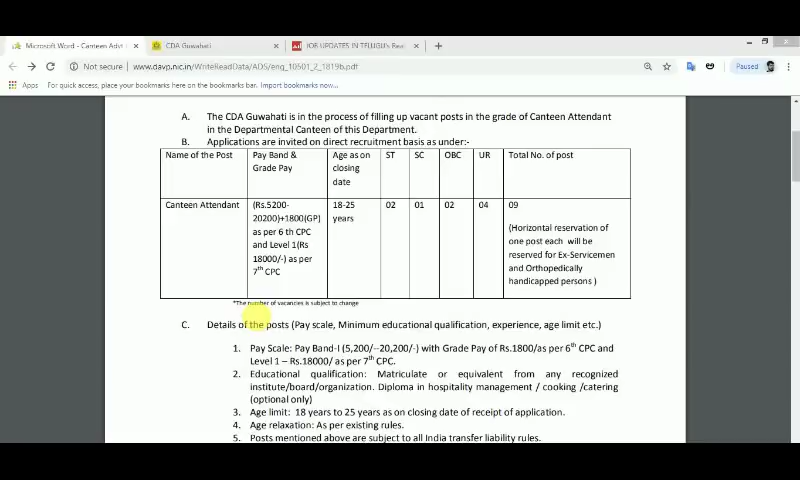 Microsoft Word - Canteen Advt
CDA Guwahati
JOB UPDATES IN TELUGU's Real
Not secure | www.davp.nic.in/WriteReadData/ADS/eng_10501_2_1819b.pdf
Paused
Apps For quick access, place your bookmarks here on the bookmarks bar. Import bookmarks now...
A. The CDA Guwahati is in the process of filling up vacant posts in the grade of Canteen Attendant
in the Departmental Canteen of this Department.
B. Applications are invited on direct recruitment basis as under:-
Name of the Post
Pay Band &
Grade Pay
Age as on
closing
date
ST
SC
OBC
UR
Total No. of post
Canteen Attendant
(Rs.5200-
20200)+1800(GP)
as per 6 th CPC
and Level 1(Rs
18000/-) as per
7th CPC
18-25
years
02
01
02
04
09
(Horizontal reservation of
one post each will be
reserved for Ex-Servicemen
and Orthopedically
handicapped persons )
*The number of vacancies is subject to change
C. Details of the posts (Pay scale, Minimum educational qualification, experience, age limit etc.)
1. Pay Scale: Pay Band-I (5,200/--20,200/-) with Grade Pay of Rs.1800/as per 6th CPC and
Level 1 – Rs.18000/ as per 7th CPC.
2. Educational qualification: Matriculate or equivalent from any recognized
institute/board/organization. Diploma in hospitality management / cooking /catering
(optional only)
3. Age limit: 18 years to 25 years as on closing date of receipt of application.
4. Age relaxation: As per existing rules.
5. Posts mentioned above are subject to all India transfer liability rules.